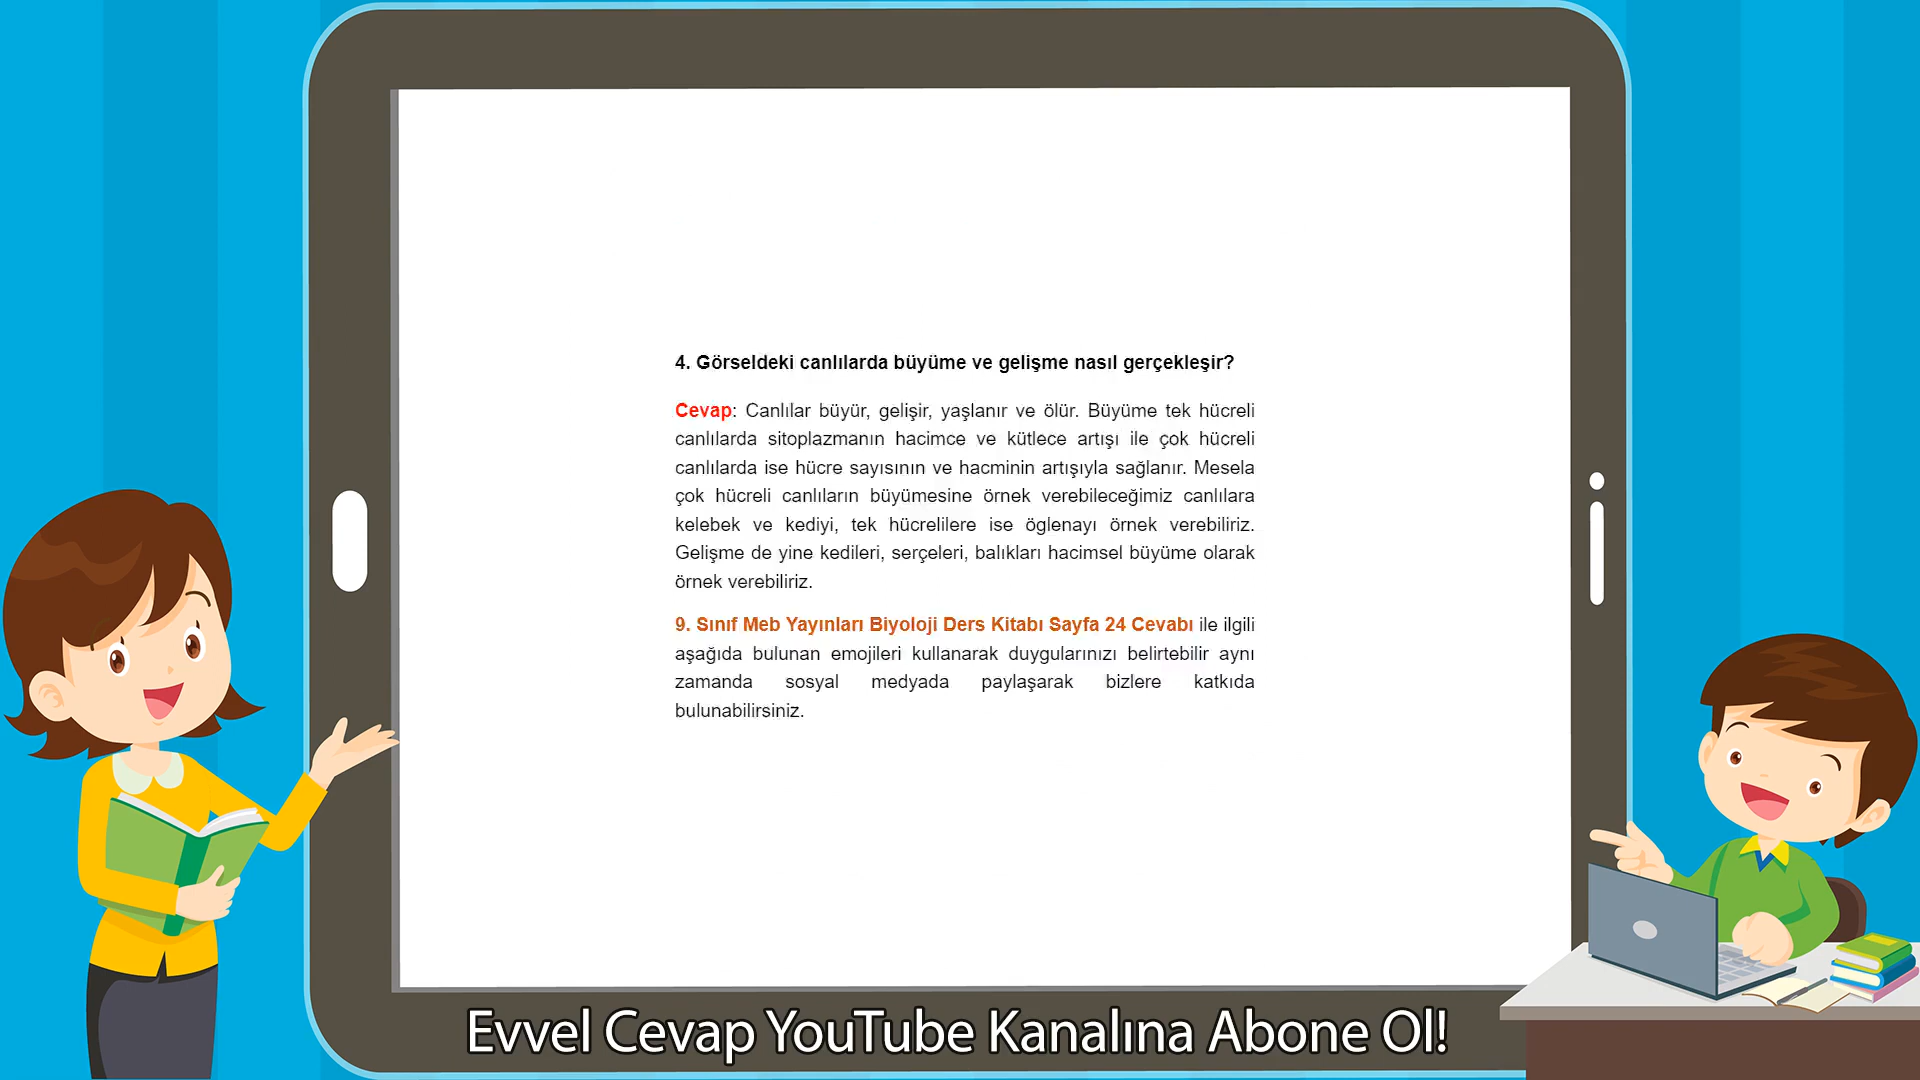 4. Görseldeki canlılarda büyüme ve gelişme nasıl gerçekleşir?
Cevap: Canlılar büyür, gelişir, yaşlanır ve ölür. Büyüme tek hücreli
canlılarda sitoplazmanın hacimce ve kütlece artışı ile çok hücreli
canlılarda ise hücre sayısının ve hacminin artışıyla sağlanır. Mesela
çok hücreli canlıların büyümesine örnek verebileceğimiz canlılara
kelebek ve kediyi, tek hücrelilere ise öglenayı örnek verebiliriz.
Gelişme de yine kedileri, serçeleri, balıkları hacimsel büyüme olarak
örnek verebiliriz.
9. Sınıf Meb Yayınları Biyoloji Ders Kitabı Sayfa 24 Cevabı ile ilgili
aşağıda bulunan emojileri kullanarak duygularınızı belirtebilir aynı
zamanda sosyal medyada paylaşarak bizlere katkıda
bulunabilirsiniz.
Evvel Cevap YouTube Kanalına Abone Ol!